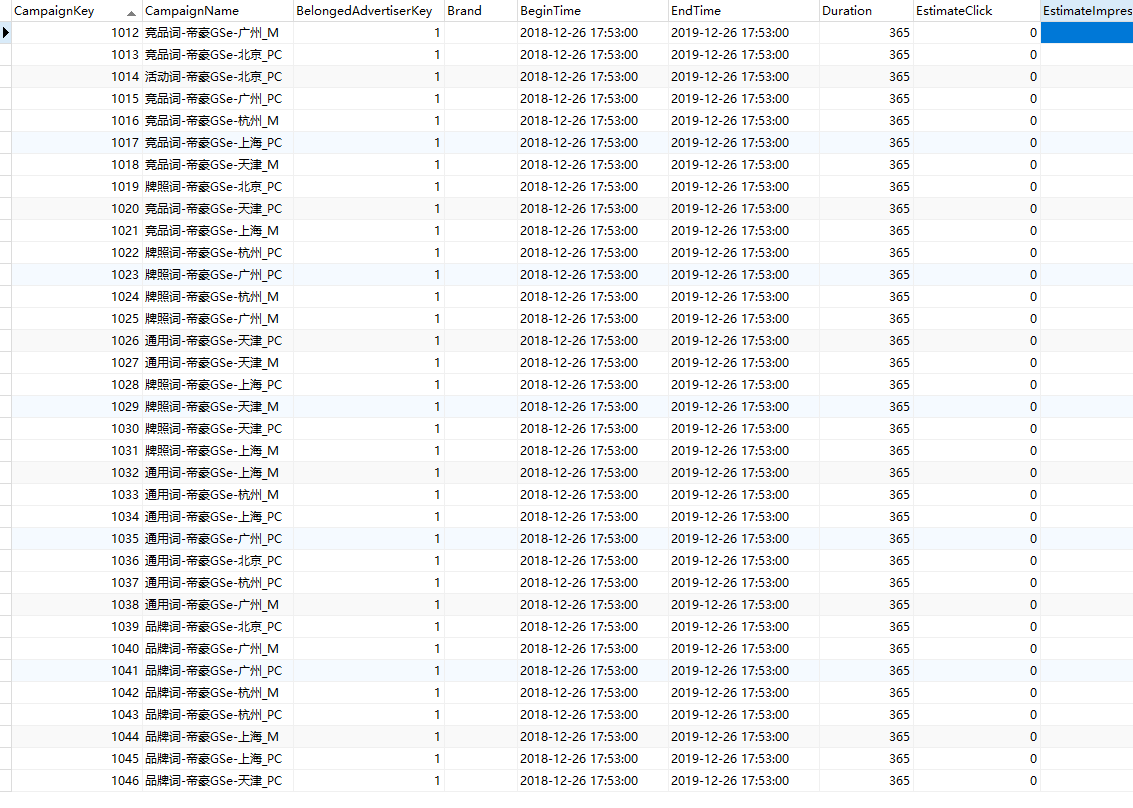 CampaignKey CampaignName BelongedAdvertiserKey Brand BeginTime EndTime Duration EstimateClick EstimateImpres
1012 竟品词-帝豪GSe-广州_M 1 2018-12-26 17:53:00 2019-12-26 17:53:00 365 0
1013 竟品词-帝豪GSe-北京_PC 1 2018-12-26 17:53:00 2019-12-26 17:53:00 365 0
1014 活动词-帝豪GSe-北京_PC 1 2018-12-26 17:53:00 2019-12-26 17:53:00 365 0
1015 竟品词-帝豪GSe-广州_PC 1 2018-12-26 17:53:00 2019-12-26 17:53:00 365 0
1016 竟品词-帝豪GSe-杭州_M 1 2018-12-26 17:53:00 2019-12-26 17:53:00 365 0
1017 竟品词-帝豪GSe-上海_PC 1 2018-12-26 17:53:00 2019-12-26 17:53:00 365 0
1018 竟品词-帝豪GSe-天津_M 1 2018-12-26 17:53:00 2019-12-26 17:53:00 365 0
1019 牌照词-帝豪GSe-北京_PC 1 2018-12-26 17:53:00 2019-12-26 17:53:00 365 0
1020 竟品词-帝豪GSe-天津_PC 1 2018-12-26 17:53:00 2019-12-26 17:53:00 365 0
1021 竟品词-帝豪GSe-上海_M 1 2018-12-26 17:53:00 2019-12-26 17:53:00 365 0
1022 牌照词-帝豪GSe-杭州_PC 1 2018-12-26 17:53:00 2019-12-26 17:53:00 365 0
1023 牌照词-帝豪GSe-广州_PC 1 2018-12-26 17:53:00 2019-12-26 17:53:00 365 0
1024 牌照词-帝豪GSe-杭州_M 1 2018-12-26 17:53:00 2019-12-26 17:53:00 365 0
1025 牌照词-帝豪GSe-广州_M 1 2018-12-26 17:53:00 2019-12-26 17:53:00 365 0
1026 通用词-帝豪GSe-天津_PC 1 2018-12-26 17:53:00 2019-12-26 17:53:00 365 0
1027 通用词-帝豪GSe-天津_M 1 2018-12-26 17:53:00 2019-12-26 17:53:00 365 0
1028 牌照词-帝豪GSe-上海_PC 1 2018-12-26 17:53:00 2019-12-26 17:53:00 365 0
1029 牌照词-帝豪GSe-天津_M 1 2018-12-26 17:53:00 2019-12-26 17:53:00 365 0
1030 牌照词-帝豪GSe-天津_PC 1 2018-12-26 17:53:00 2019-12-26 17:53:00 365 0
1031 牌照词-帝豪GSe-上海_M 1 2018-12-26 17:53:00 2019-12-26 17:53:00 365 0
1032 通用词-帝豪GSe-上海_M 1 2018-12-26 17:53:00 2019-12-26 17:53:00 365 0
1033 通用词-帝豪GSe-杭州_M 1 2018-12-26 17:53:00 2019-12-26 17:53:00 365 0
1034 通用词-帝豪GSe-上海_PC 1 2018-12-26 17:53:00 2019-12-26 17:53:00 365 0
1035 通用词-帝豪GSe-广州_PC 1 2018-12-26 17:53:00 2019-12-26 17:53:00 365 0
1036 通用词-帝豪GSe-北京_PC 1 2018-12-26 17:53:00 2019-12-26 17:53:00 365 0
1037 通用词-帝豪GSe-杭州_PC 1 2018-12-26 17:53:00 2019-12-26 17:53:00 365 0
1038 通用词-帝豪GSe-广州_M 1 2018-12-26 17:53:00 2019-12-26 17:53:00 365 0
1039 品牌词-帝豪GSe-北京_PC 1 2018-12-26 17:53:00 2019-12-26 17:53:00 365 0
1040 品牌词-帝豪GSe-广州_M 1 2018-12-26 17:53:00 2019-12-26 17:53:00 365 0
1041 品牌词-帝豪GSe-广州_PC 1 2018-12-26 17:53:00 2019-12-26 17:53:00 365 0
1042 品牌词-帝豪GSe-杭州_M 1 2018-12-26 17:53:00 2019-12-26 17:53:00 365 0
1043 品牌词-帝豪GSe-杭州_PC 1 2018-12-26 17:53:00 2019-12-26 17:53:00 365 0
1044 品牌词-帝豪GSe-上海_M 1 2018-12-26 17:53:00 2019-12-26 17:53:00 365 0
1045 品牌词-帝豪GSe-上海_PC 1 2018-12-26 17:53:00 2019-12-26 17:53:00 365 0
1046 品牌词-帝豪GSe-天津_PC 1 2018-12-26 17:53:00 2019-12-26 17:53:00 365 0